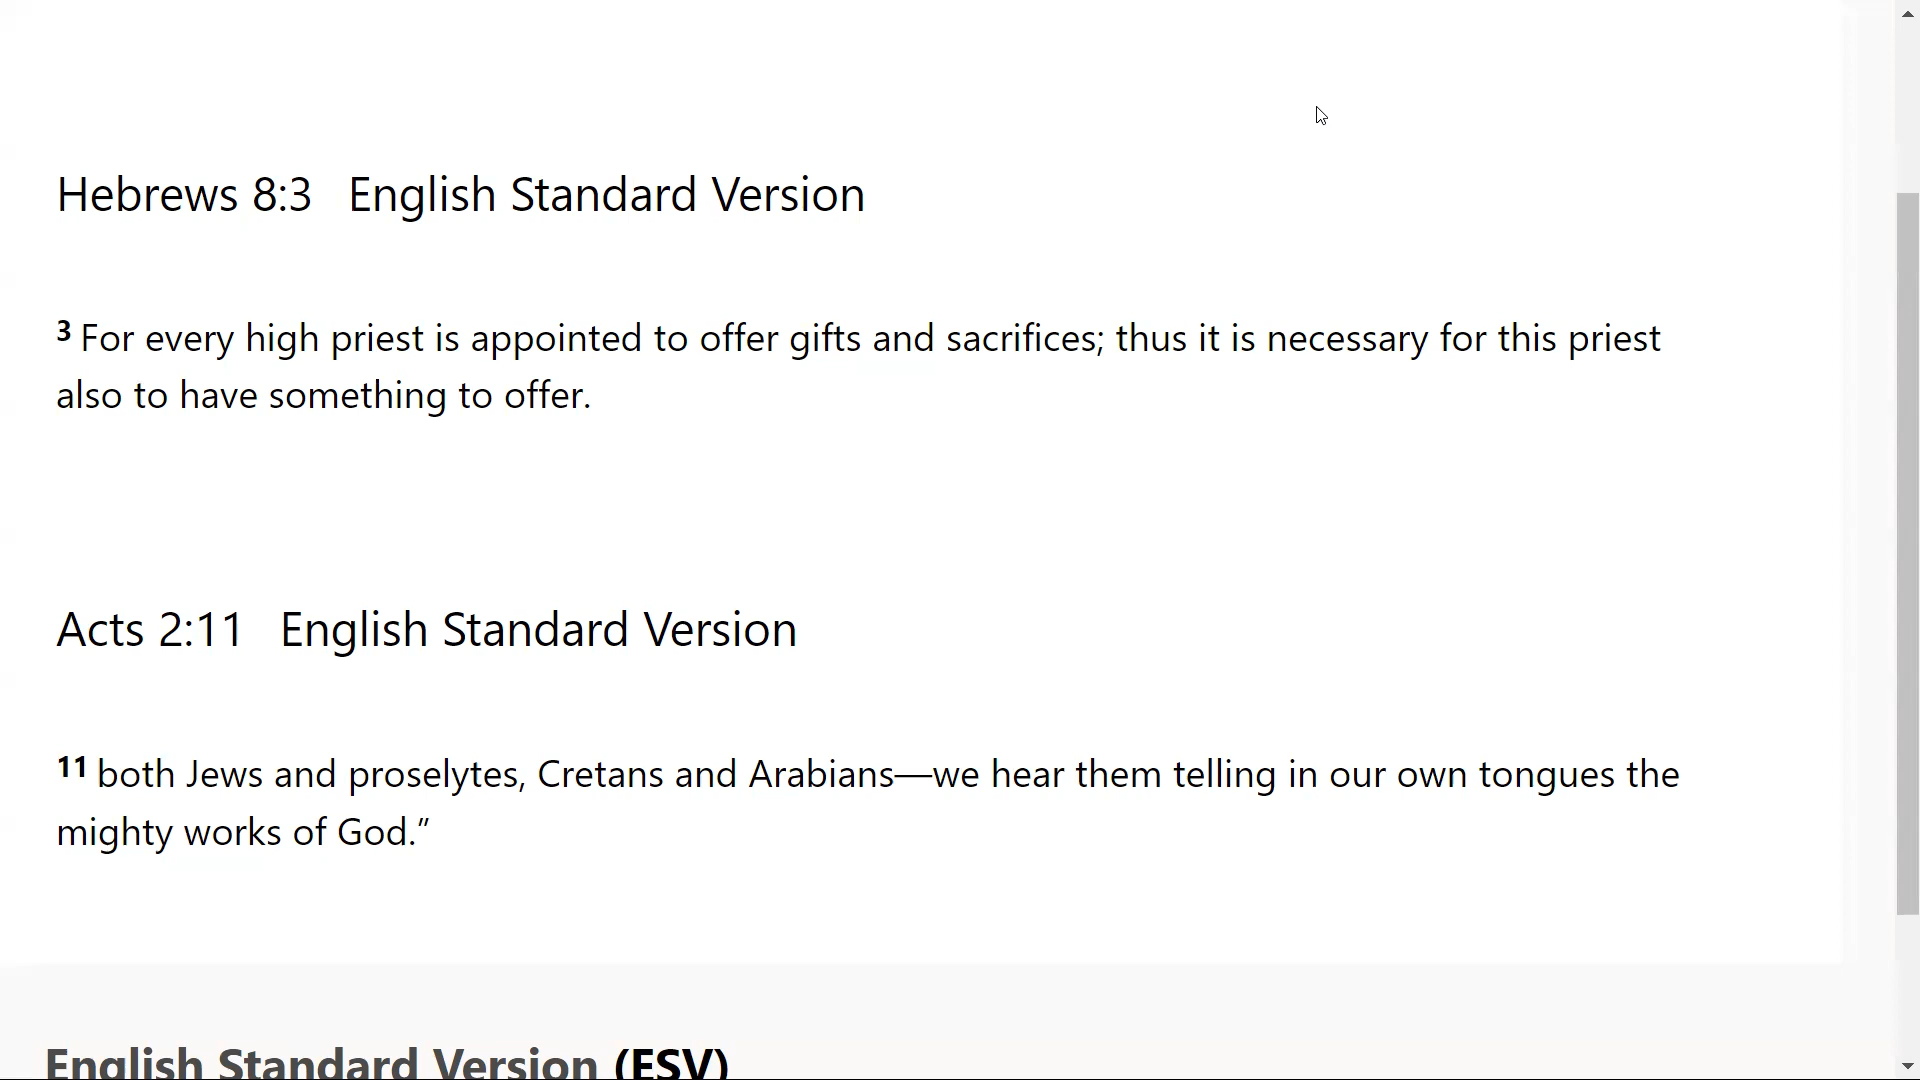 Hebrews 8:3 English Standard Version
3 For every high priest is appointed to offer gifts and sacrifices; thus it is necessary for this priest
also to have something to offer.
Acts 2:11 English Standard Version
11 both Jews and proselytes, Cretans and Arabians—we hear them telling in our own tongues the
mighty works of God.”
English Standard Version (ESV)